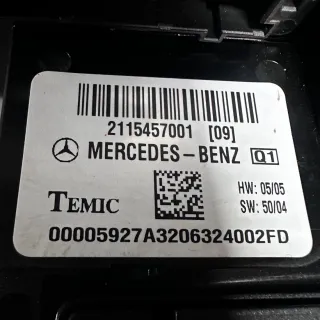 2115457001 [09]
MERCEDES-BENZ Q1
HW: 05/05
TEMIC SW: 50/04
00005927A3206324002FD